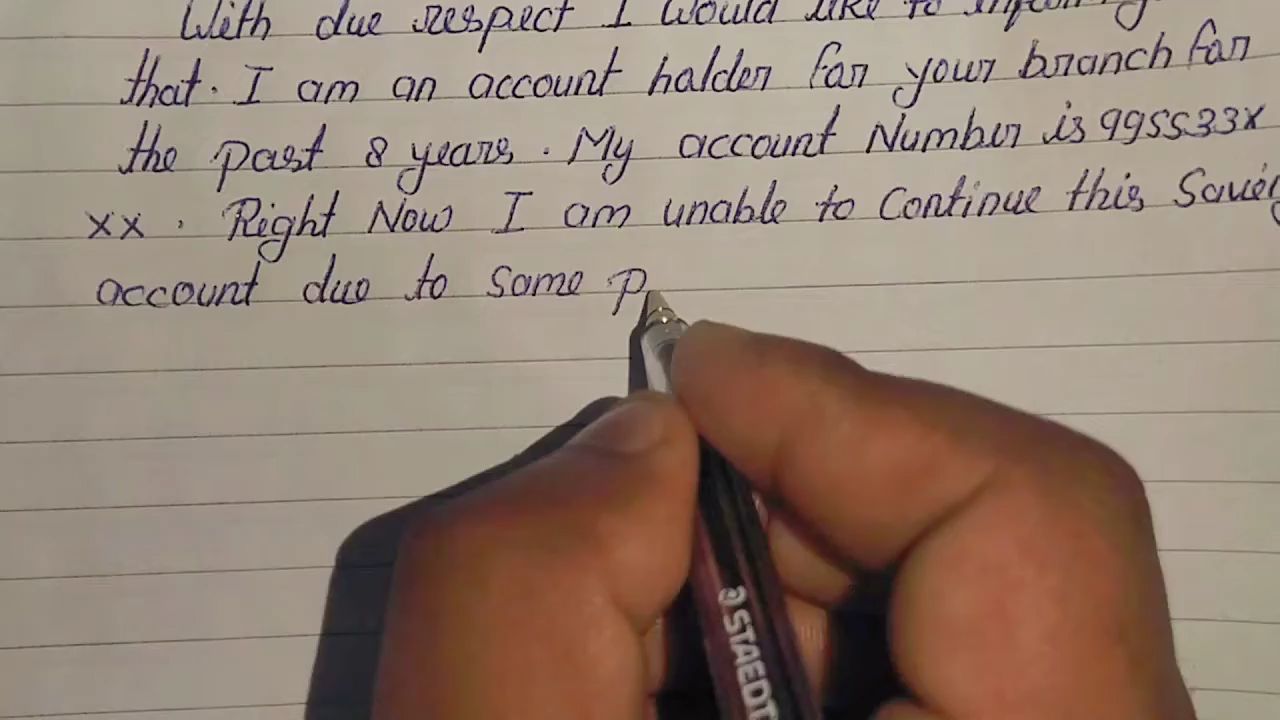 With due respect I would like to
that. I am an account halder far your branch far
the past 8 years. My account Number is 995533x
xx. Right Now I am unable to Continue this
account due to some p
STAEDT